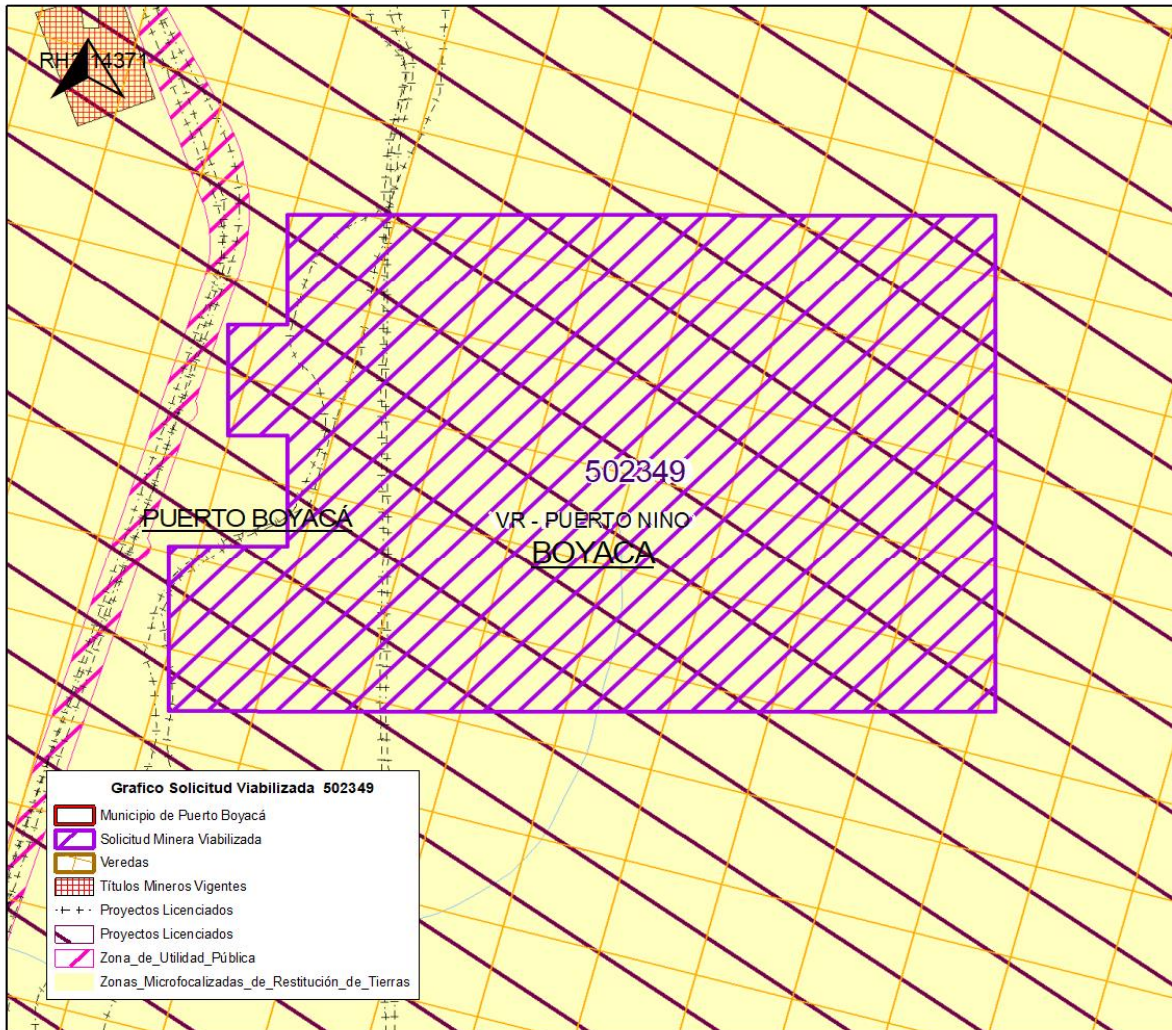 502349
PUERTO BOYACÁ
VR - PUERTO NINO
BOYACA
Grafico Solicitud Viabilizada 502349
Municipio de Puerto Boyacá
Solicitud Minera Viabilizada
Veredas
Títulos Mineros Vigentes
Proyectos Licenciados
Proyectos Licenciados
Zona_de_Utilidad_Pública
Zonas_Microfocalizadas_de_Restitución_de_Tierras